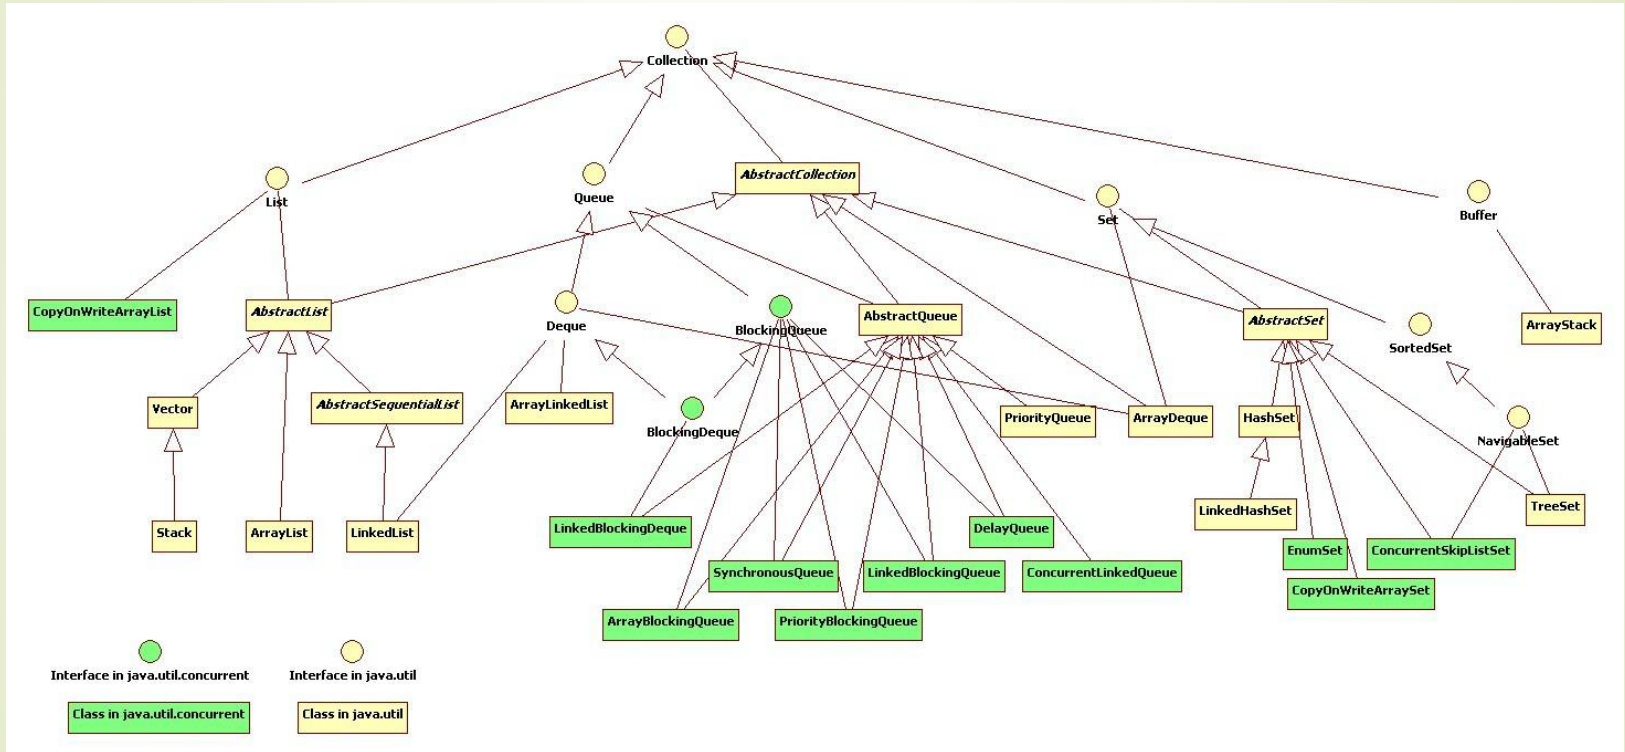 Collection
List
Queue
AbstractCollection
Set
Buffer
CopyOnWriteArrayList
AbstractList
Deque
BlockingQueue
AbstractQueue
AbstractSet
SortedSet
ArrayStack
Vector
AbstractSequentialList
ArrayLinkedList
BlockingDeque
PriorityQueue
ArrayDeque
HashSet
NavigableSet
Stack
ArrayList
LinkedList
LinkedBlockingDeque
DelayQueue
LinkedHashSet
TreeSet
EnumSet
ConcurrentSkipListSet
SynchronousQueue
LinkedBlockingQueue
ConcurrentLinkedQueue
CopyOnWriteArraySet
ArrayBlockingQueue
PriorityBlockingQueue
Interface in java.util.concurrent
Interface in java.util
Class in java.util.concurrent
Class in java.util